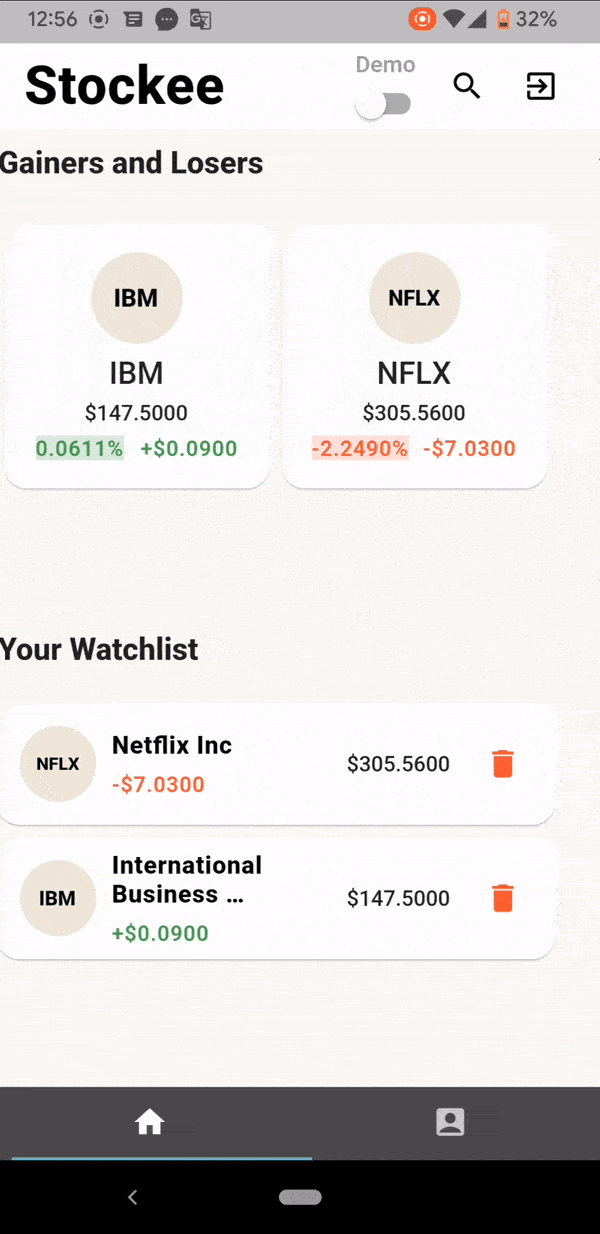 12:56
32%
Stockee
Demo
Gainers and Losers
IBM
NFLX
IBM
NFLX
$147.5000
$305.5600
0.0611% +$0.0900
-2.2490% -$7.0300
Your Watchlist
NFLX
Netflix Inc
-$7.0300
$305.5600
IBM
International
Business ...
+$0.0900
$147.5000